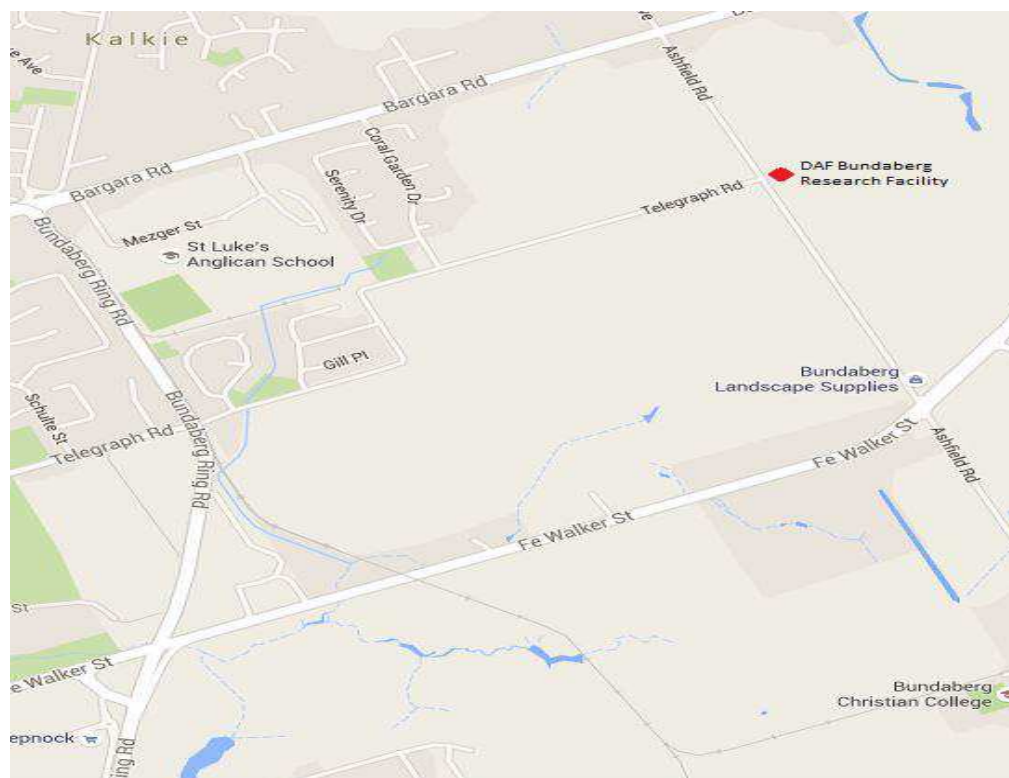 Kalkie
Ashfield Rd
Bargara Rd
DAF Bundaberg
Research Facility
Coral Garden Dr
Serenity Dr
Telegraph Rd
Bargara Rd
Mezger St
St Luke's
Anglican School
Bundaberg Ring Rd
Gill Pl
Bundaberg
Landscape Supplies
Schulte St
Bundaberg Ring Rd
Telegraph Rd
Fe Walker St
Ashfield Rd
Fe Walker St
St
e Walker St
Bundaberg
Christian College
epnock
ing Rd